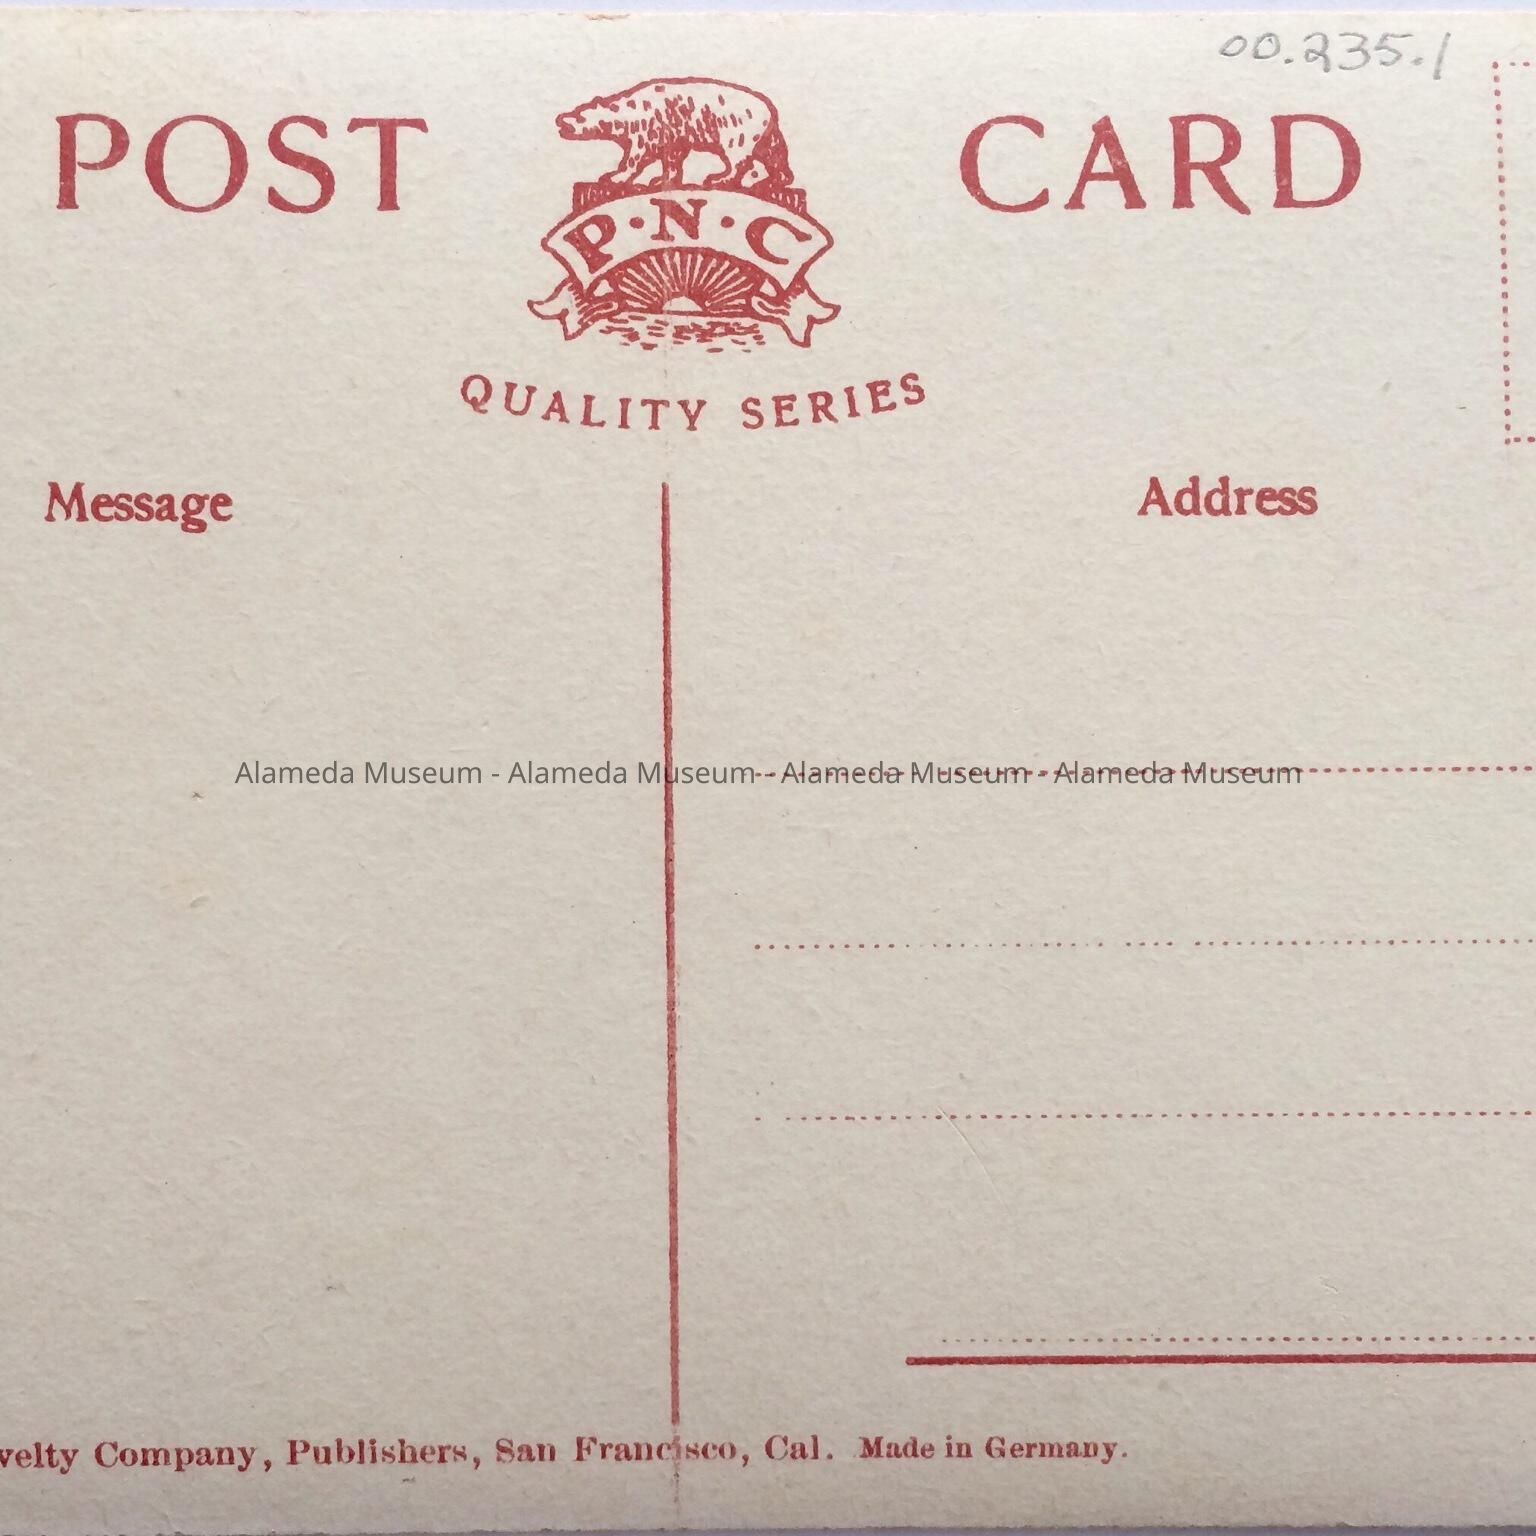 00.235.1
POST CARD
P·N·C
QUALITY SERIES
Message
Address
Alameda Museum - Alameda Museum - Alameda Museum - Alameda Museum
velty Company, Publishers, San Francisco, Cal. Made in Germany.